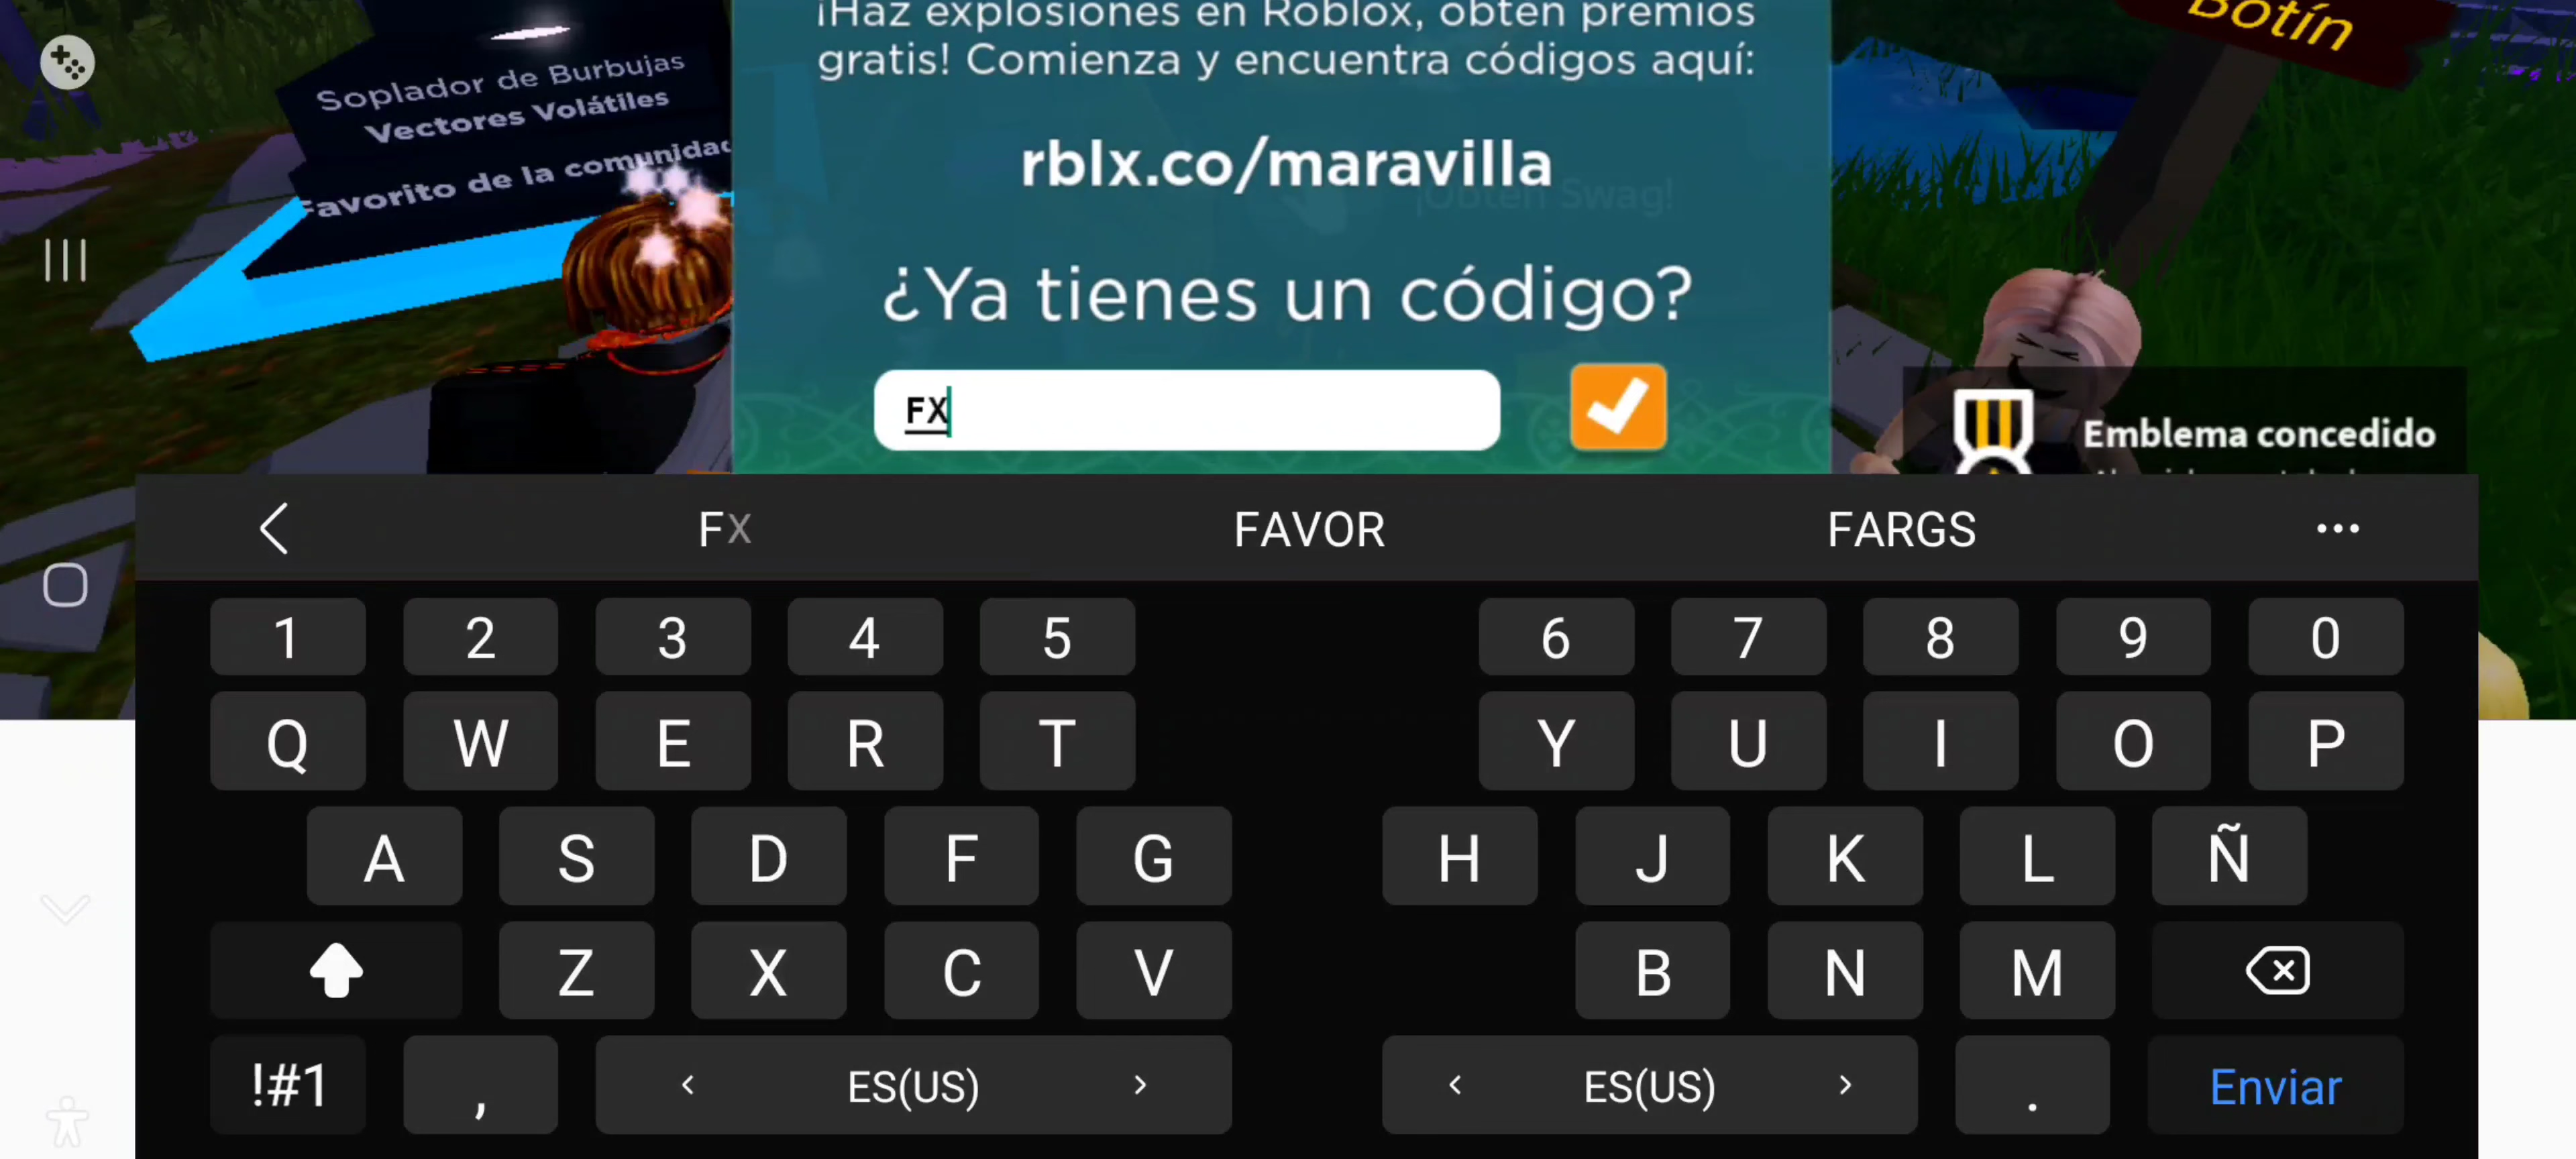 Soplador de Burbujas
Vectores Volátiles
Favorito de la comunidad
¡Haz explosiones en Roblox, obtén premios
gratis! Comienza y encuentra códigos aquí:
rblx.co/maravilla
¡Obtén Swag!
¿Ya tienes un código?
FX
Botín
Emblema concedido
FX FAVOR FARGS
1 2 3 4 5 6 7 8 9 0
Q W E R T Y U I O P
A S D F G H J K L Ñ
Z X C V B N M
!#1 , ‹ ES(US) › ‹ ES(US) › . Enviar